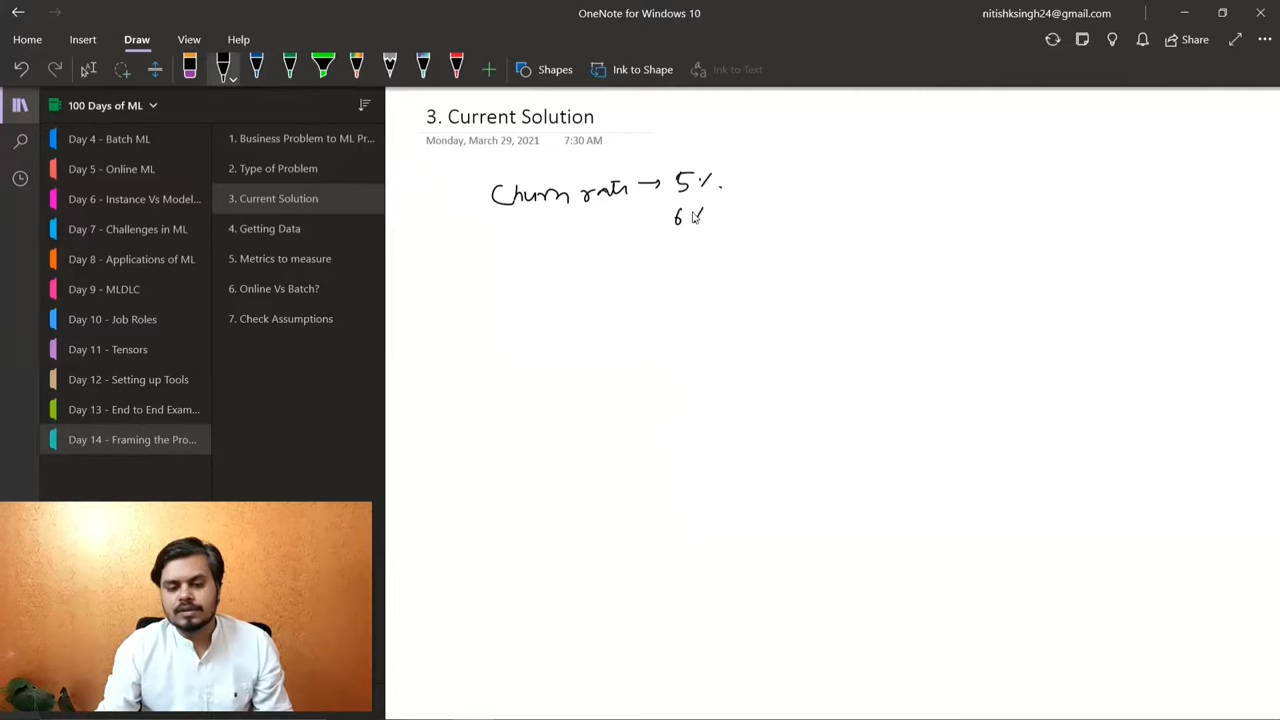 OneNote for Windows 10
nitishksingh24@gmail.com
Home Insert Draw View Help
Share
Shapes Ink to Shape Ink to Text
100 Days of ML
Day 4 - Batch ML
Day 5 - Online ML
Day 6 - Instance Vs Model...
Day 7 - Challenges in ML
Day 8 - Applications of ML
Day 9 - MLDLC
Day 10 - Job Roles
Day 11 - Tensors
Day 12 - Setting up Tools
Day 13 - End to End Exam...
Day 14 - Framing the Pro...
1. Business Problem to ML Pr...
2. Type of Problem
3. Current Solution
4. Getting Data
5. Metrics to measure
6. Online Vs Batch?
7. Check Assumptions
3. Current Solution
Monday, March 29, 2021 7:30 AM
Churn rate → 5%.
6%